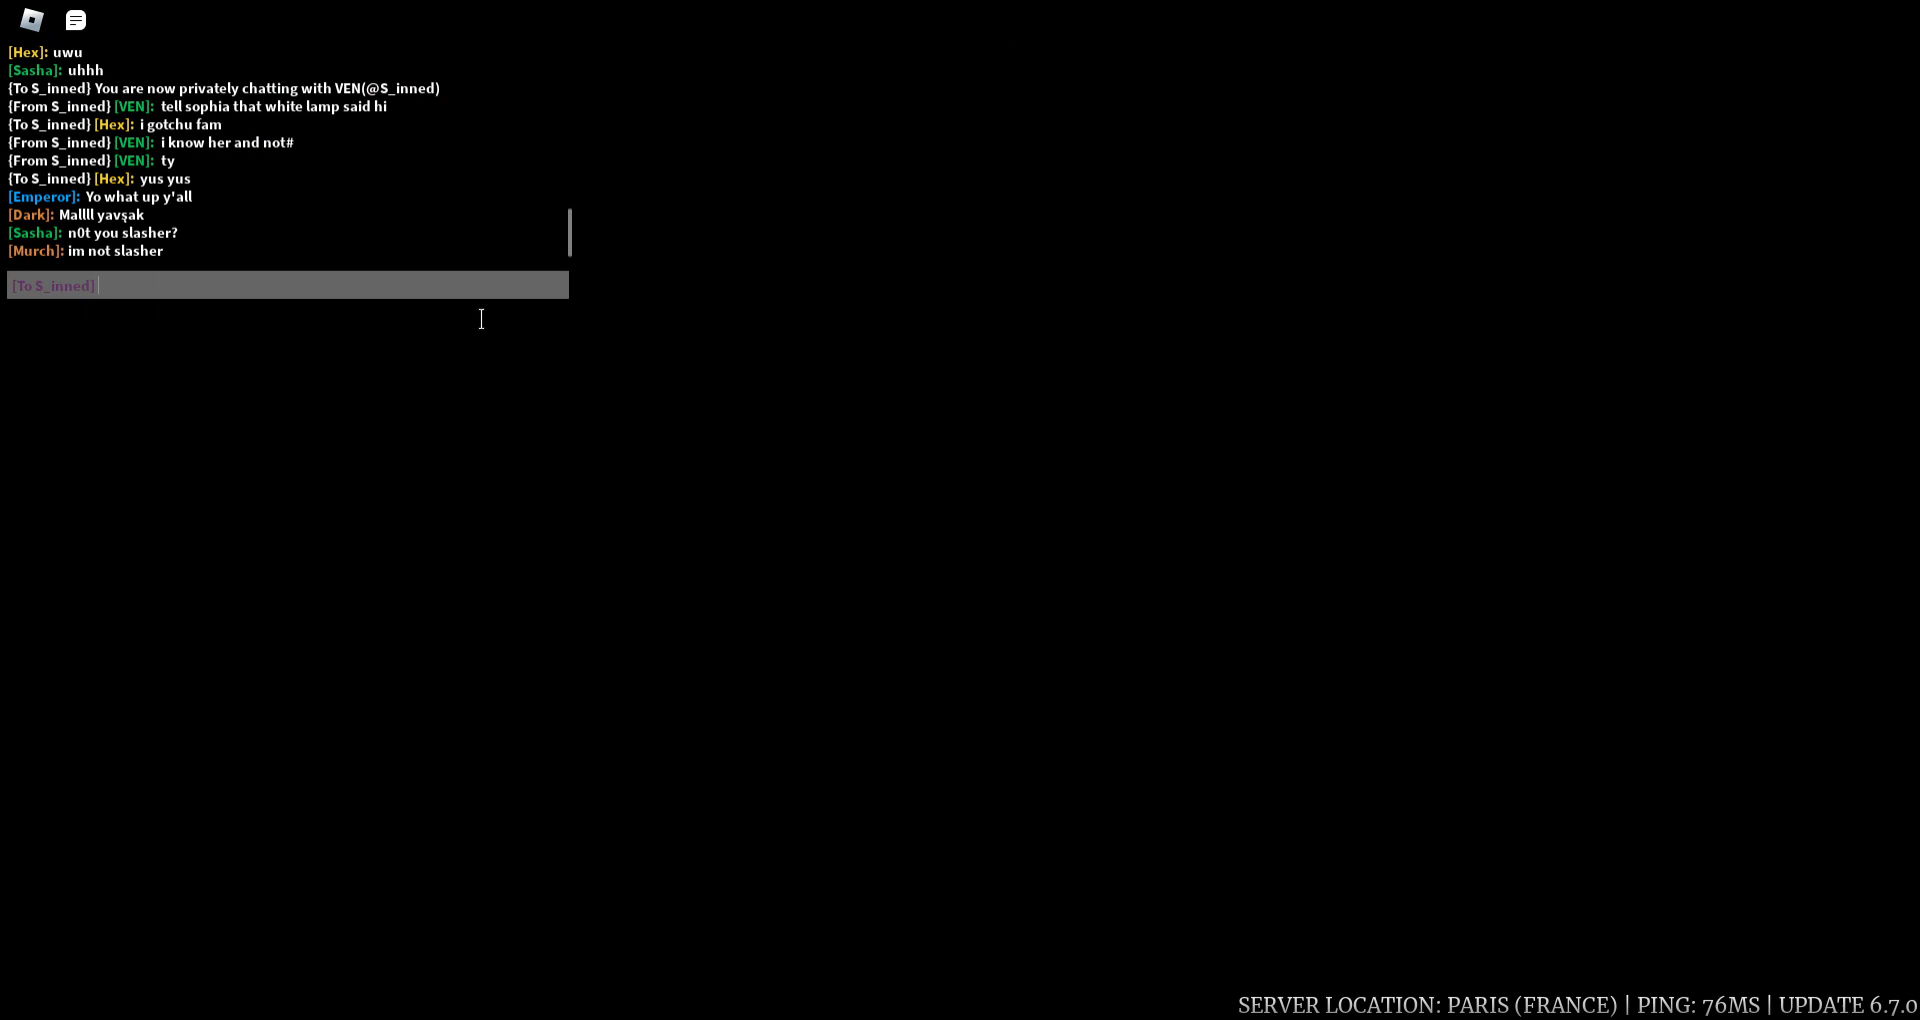 [Hex]: uwu
[Sasha]: uhhh
{To S_inned} You are now privately chatting with VEN(@S_inned)
{From S_inned} [VEN]: tell sophia that white lamp said hi
{To S_inned} [Hex]: i gotchu fam
{From S_inned} [VEN]: i know her and not#
{From S_inned} [VEN]: ty
{To S_inned} [Hex]: yus yus
[Emperor]: Yo what up y'all
[Dark]: Mallll yavşak
[Sasha]: n0t you slasher?
[Murch]: im not slasher
[To S_inned]
SERVER LOCATION: PARIS (FRANCE) | PING: 76MS | UPDATE 6.7.0